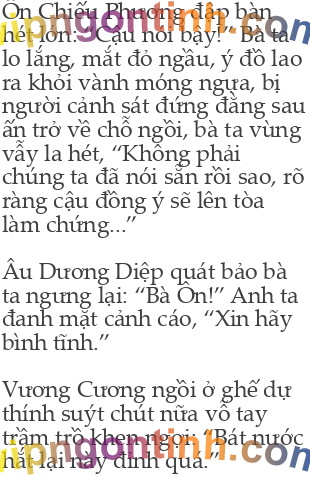 Ôn Chiếu Phương đập bàn
hét lớn: “Cậu nói bậy!” Bà ta
lo lắng, mắt đỏ ngầu, ý đồ lao
ra khỏi vành móng ngựa, bị
người cảnh sát đứng đằng sau
ấn trở về chỗ ngồi, bà ta vùng
vẫy la hét, “Không phải
chúng ta đã nói sẵn rồi sao, rõ
ràng cậu đồng ý sẽ lên tòa
làm chứng...”
Âu Dương Diệp quát bảo bà
ta ngưng lại: “Bà Ôn!” Anh ta
đanh mặt cảnh cáo, “Xin hãy
bình tĩnh.”
Vương Cương ngồi ở ghế dự
thính suýt chút nữa vỗ tay
trầm trồ khen ngợi: “Bát nước
hắt lại này đỉnh quá.”
vipngontinh.com
vipngontinh.com